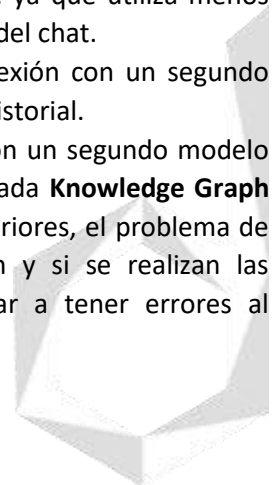 ya que utiliza menos
del chat.
exión con un segundo
istorial.
on un segundo modelo
ada Knowledge Graph
eriores, el problema de
n y si se realizan las
ar a tener errores al